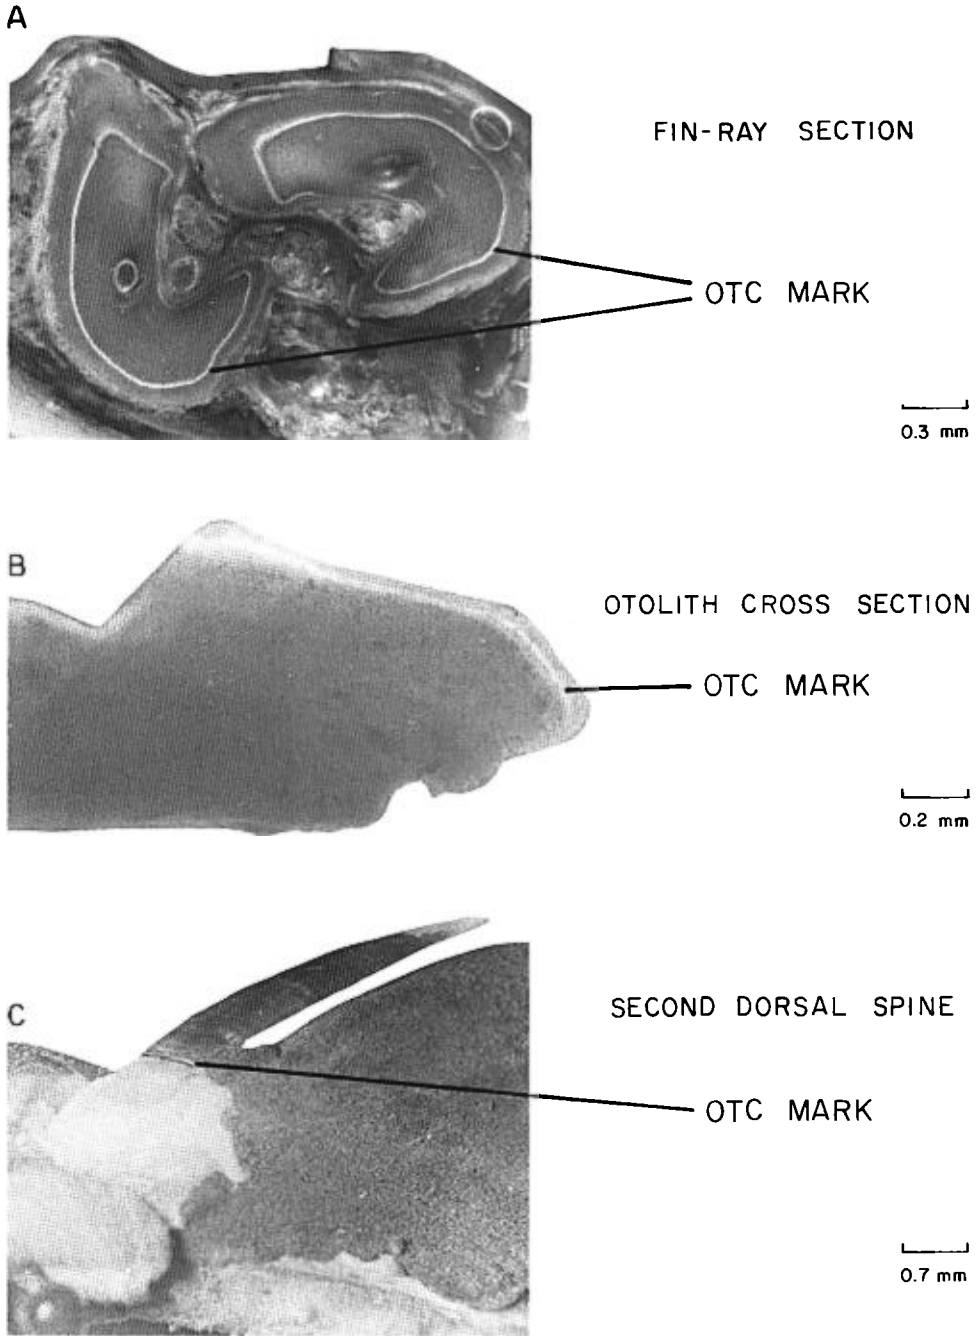 A
FIN-RAY SECTION
OTC MARK
0.3 mm
B
OTOLITH CROSS SECTION
OTC MARK
0.2 mm
C
SECOND DORSAL SPINE
OTC MARK
0.7 mm